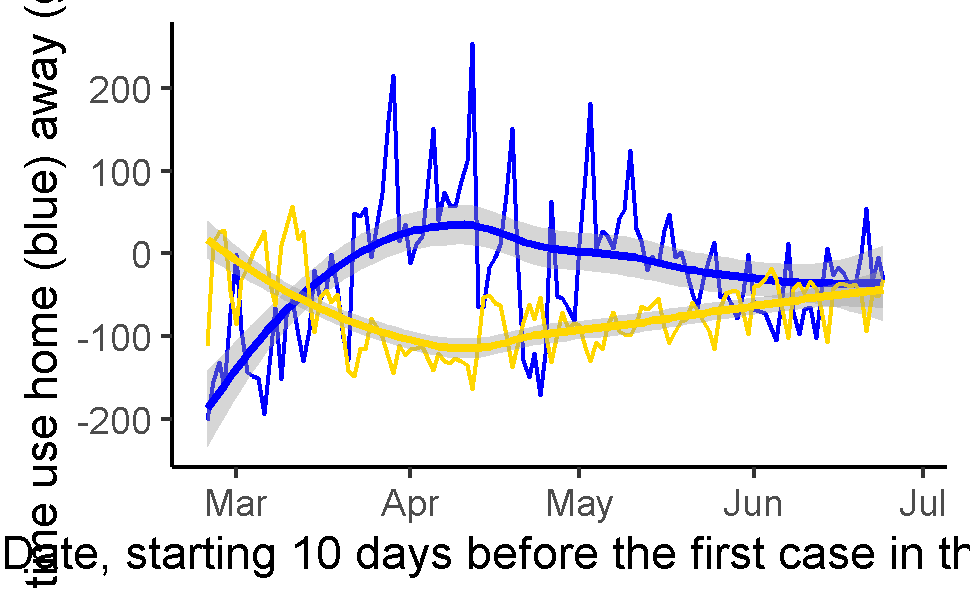 time use home (blue) away (
200
100
0
-100
-200
Mar
Apr
May
Jun
Jul
Date, starting 10 days before the first case in